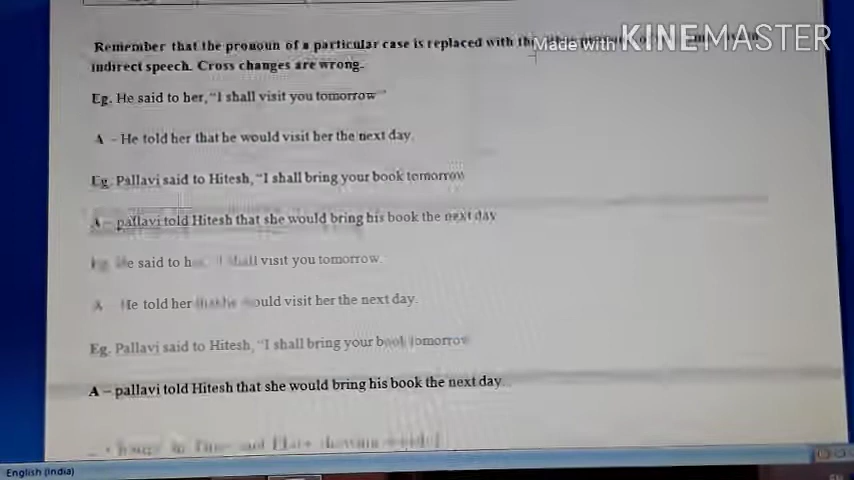 Remember that the pronoun of a particular case is replaced with the
Made with KINEMASTER
indirect speech. Cross changes are wrong.
Eg. He said to her, "I shall visit you tomorrow"
A - He told her that he would visit her the next day.
Eg. Pallavi said to Hitesh, "I shall bring your book tomorrow
A - pallavi told Hitesh that she would bring his book the next day
said to visit you tomorrow.
A He told her would visit her the next day.
Eg. Pallavi said to Hitesh, "I shall bring your book tomorrow
A - pallavi told Hitesh that she would bring his book the next day.
English (India)